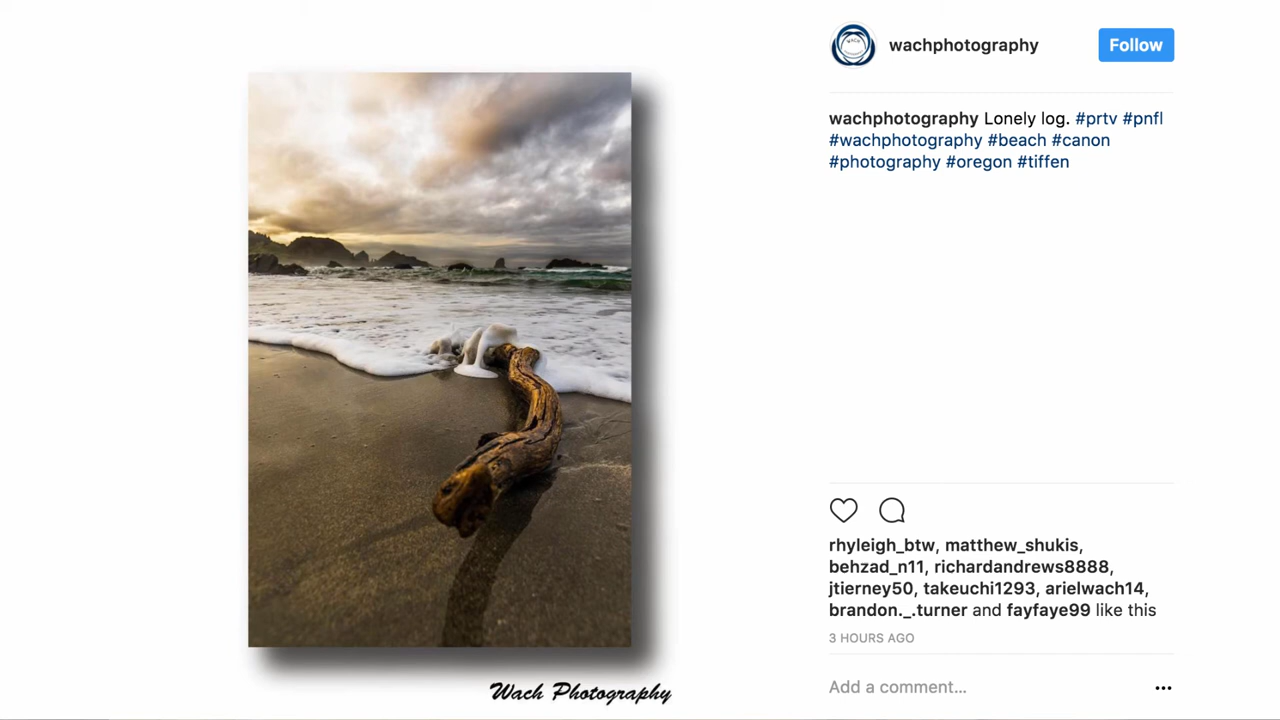 wachphotography
Follow
wachphotography Lonely log. #prtv #pnfl
#wachphotography #beach #canon
#photography #oregon #tiffen
rhyleigh_btw, matthew_shukis,
behzad_n11, richardandrews8888,
jtierney50, takeuchi1293, arielwach14,
brandon._.turner and fayfaye99 like this
3 HOURS AGO
Add a comment...
Wach Photography